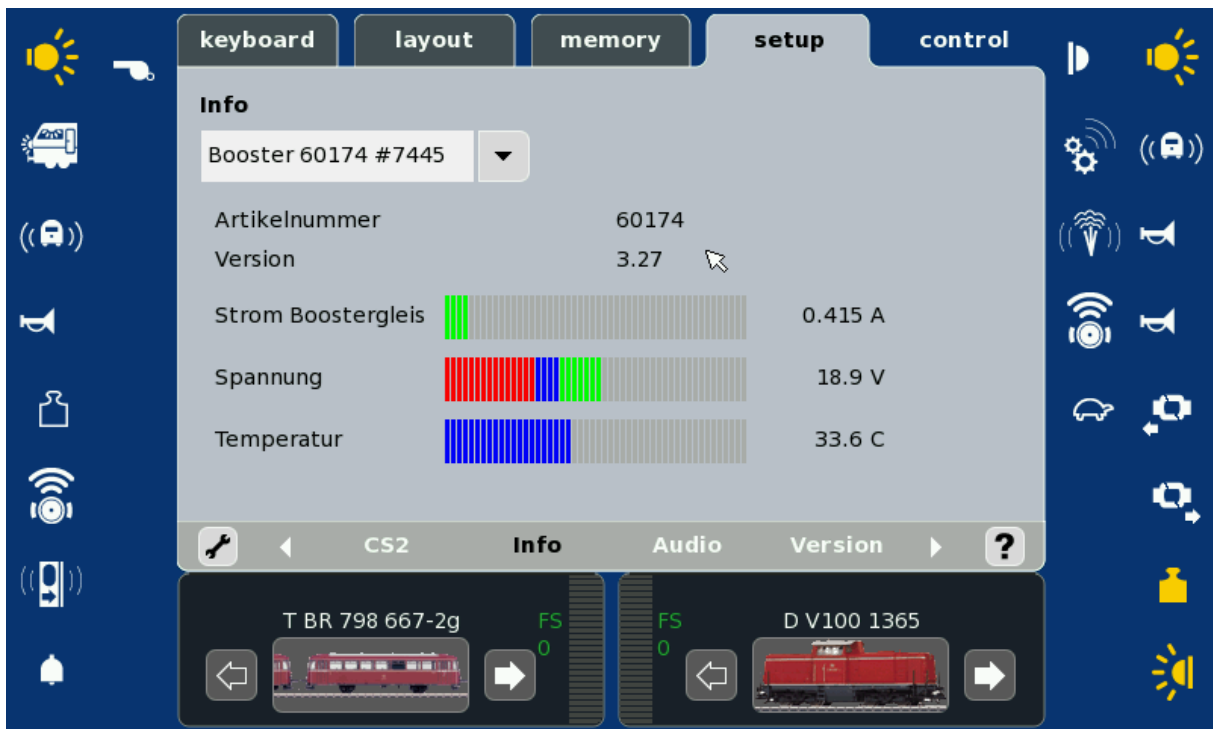 keyboard layout memory setup control
Info
Booster 60174 #7445
Artikelnummer 60174
Version 3.27
Strom Boostergleis 0.415 A
Spannung 18.9 V
Temperatur 33.6 C
CS2 Info Audio Version ?
T BR 798 667-2g FS FS D V100 1365
0 0